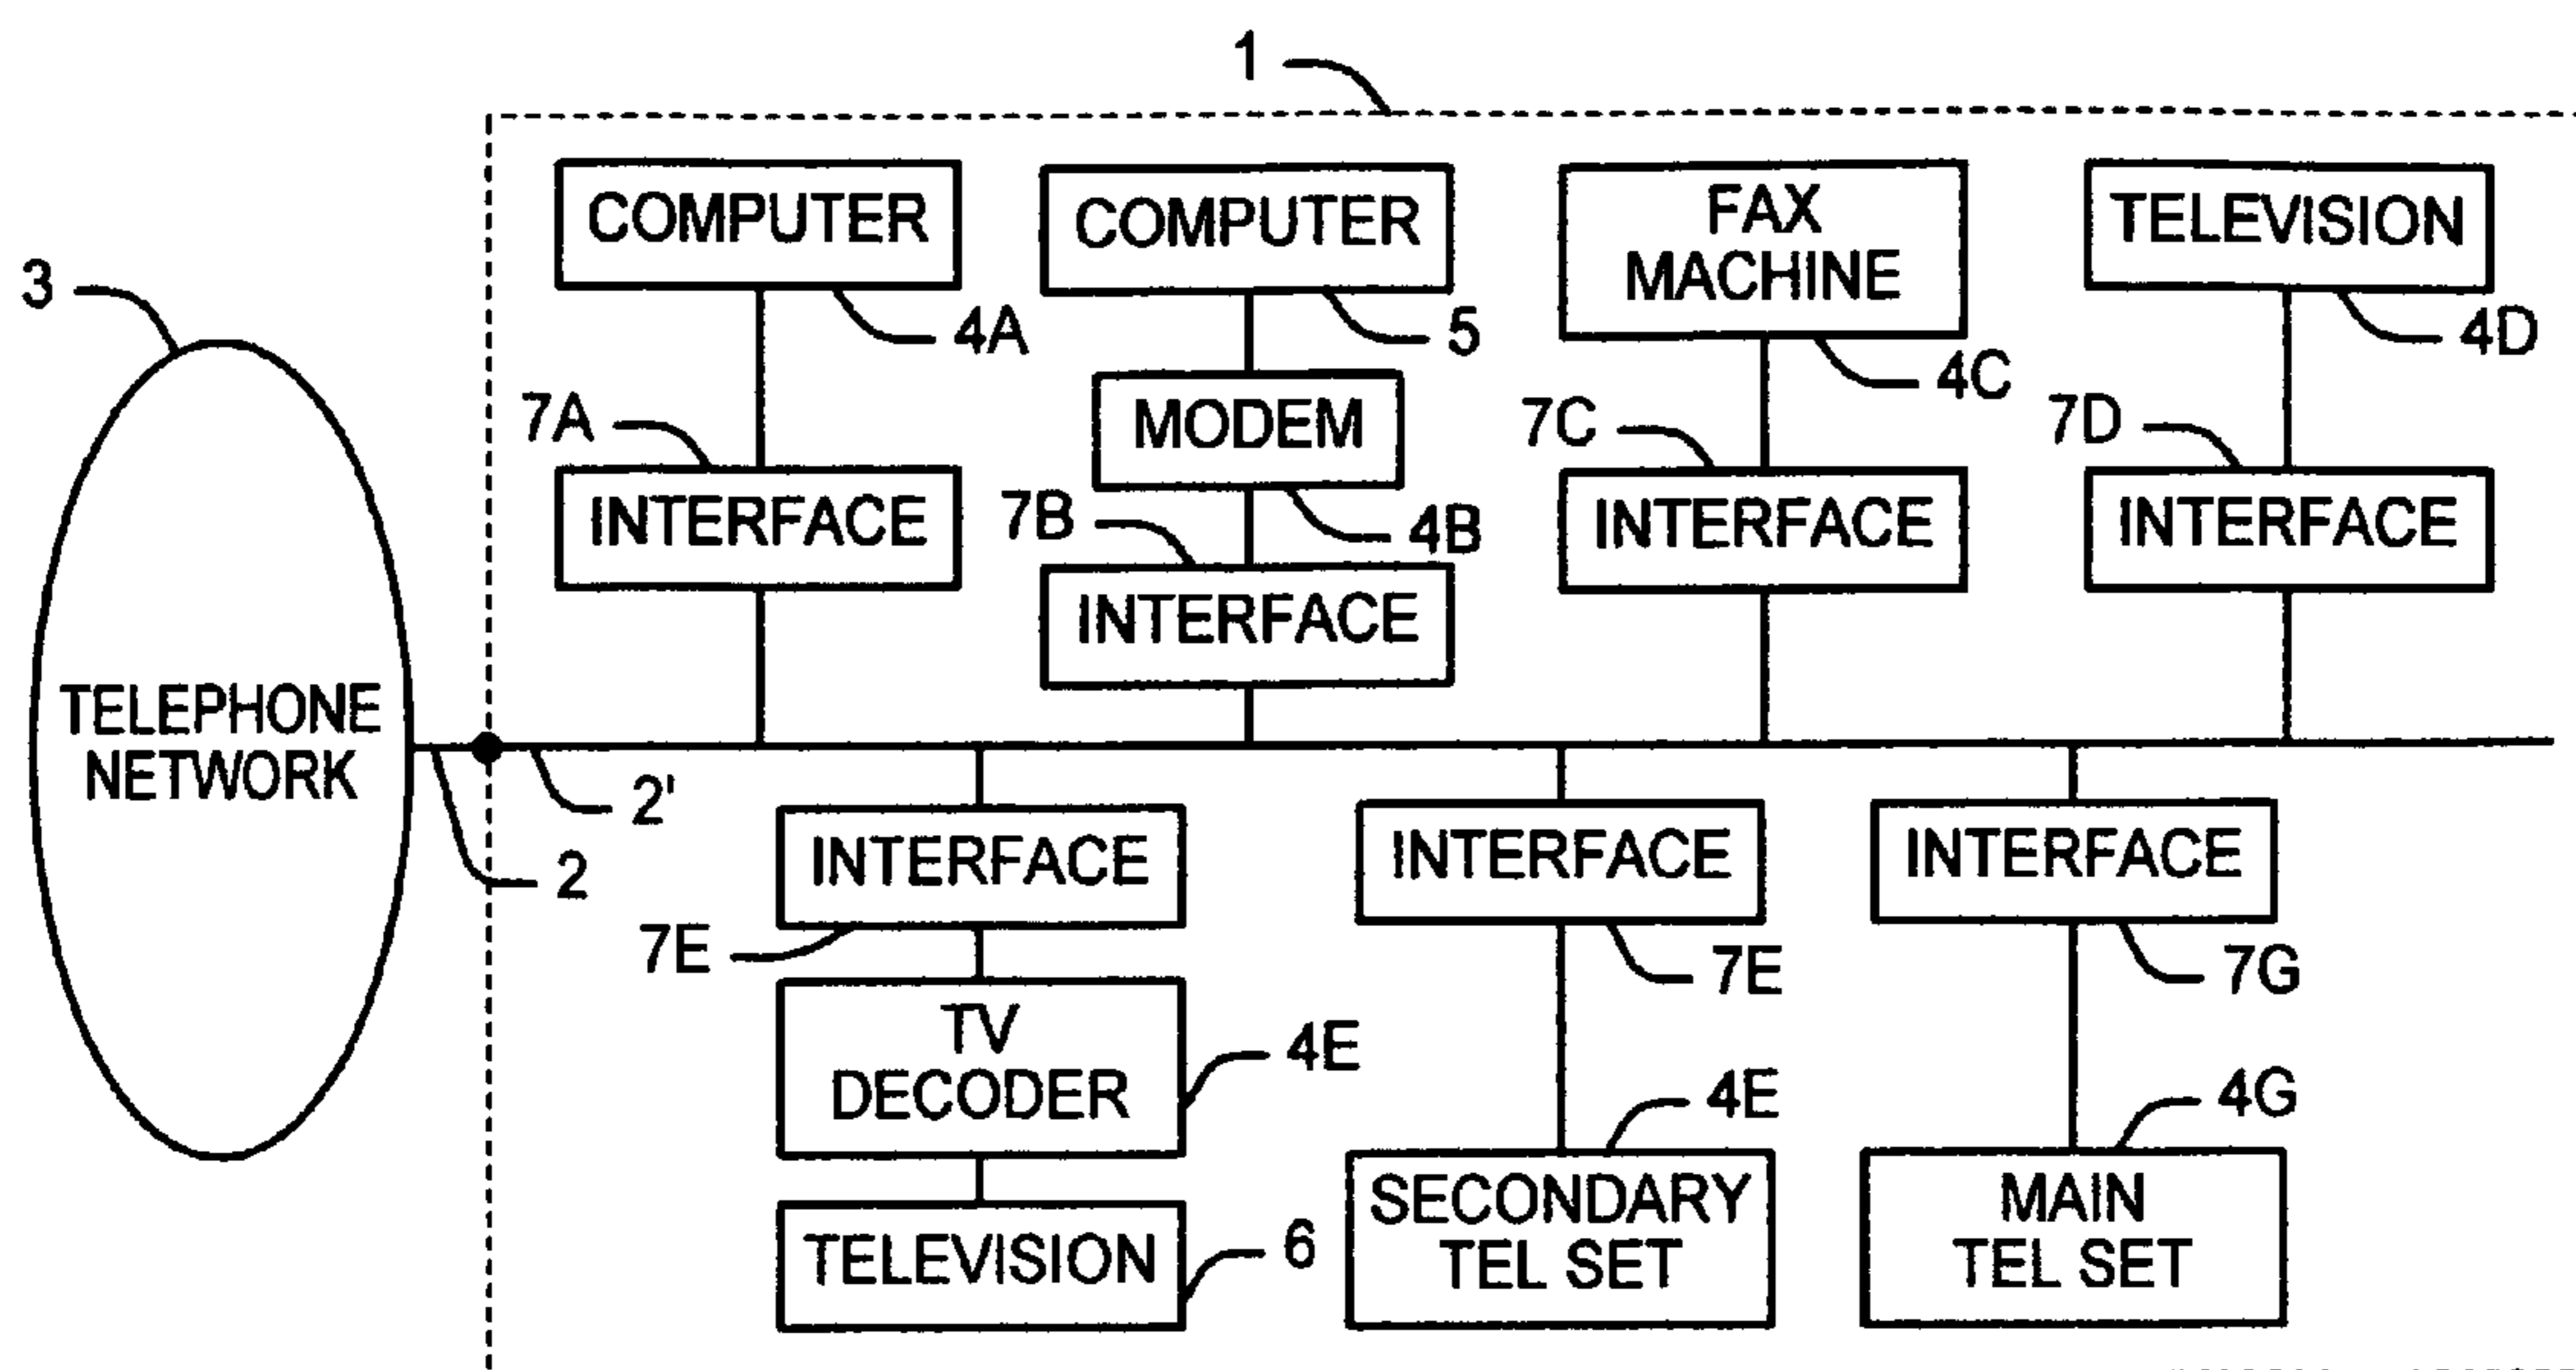 1
COMPUTER
COMPUTER
FAX
MACHINE
TELEVISION
3
4A
5
4C
4D
7A
MODEM
7C
7D
INTERFACE
7B
4B
INTERFACE
INTERFACE
INTERFACE
TELEPHONE
NETWORK
2'
2
INTERFACE
INTERFACE
INTERFACE
7E
7E
7G
TV
DECODER
4E
4E
4G
TELEVISION
6
SECONDARY
TEL SET
MAIN
TEL SET